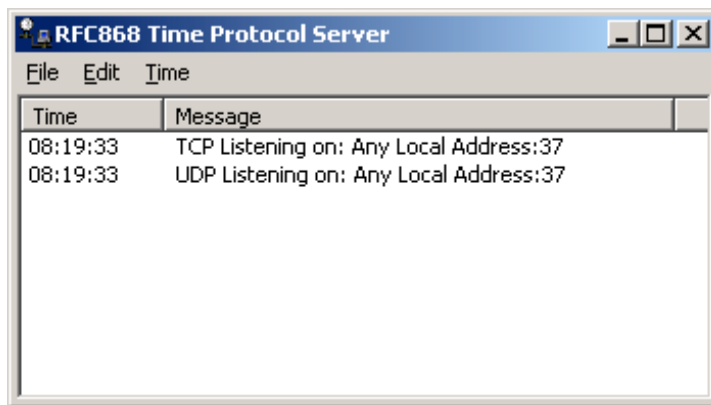 RFC868 Time Protocol Server
File Edit Time
Time Message
08:19:33 TCP Listening on: Any Local Address:37
08:19:33 UDP Listening on: Any Local Address:37